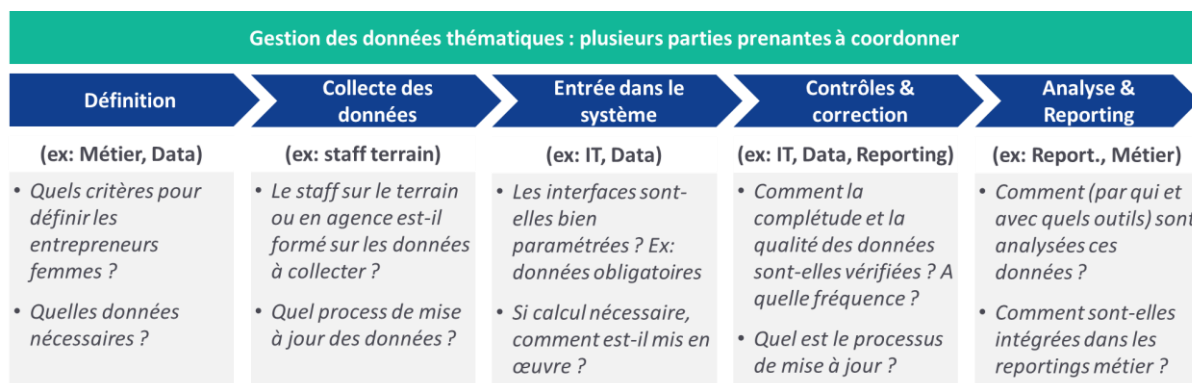 Gestion des données thématiques : plusieurs parties prenantes à coordonner
Définition
(ex: Métier, Data)
• Quels critères pour
définir les
entrepreneurs
femmes ?
• Quelles données
nécessaires ?
Collecte des
données
(ex: staff terrain)
• Le staff sur le terrain
ou en agence est-il
formé sur les données
à collecter ?
• Quel process de mise
à jour des données ?
Entrée dans le
système
(ex: IT, Data)
• Les interfaces sont-
elles bien
paramétrées ? Ex:
données obligatoires
• Si calcul nécessaire,
comment est-il mis en
œuvre ?
Contrôles &
correction
(ex: IT, Data, Reporting)
• Comment la
complétude et la
qualité des données
sont-elles vérifiées ? A
quelle fréquence ?
• Quel est le processus
de mise à jour ?
Analyse &
Reporting
(ex: Report., Métier)
• Comment (par qui et
avec quels outils) sont
analysées ces
données ?
• Comment sont-elles
intégrées dans les
reportings métier ?